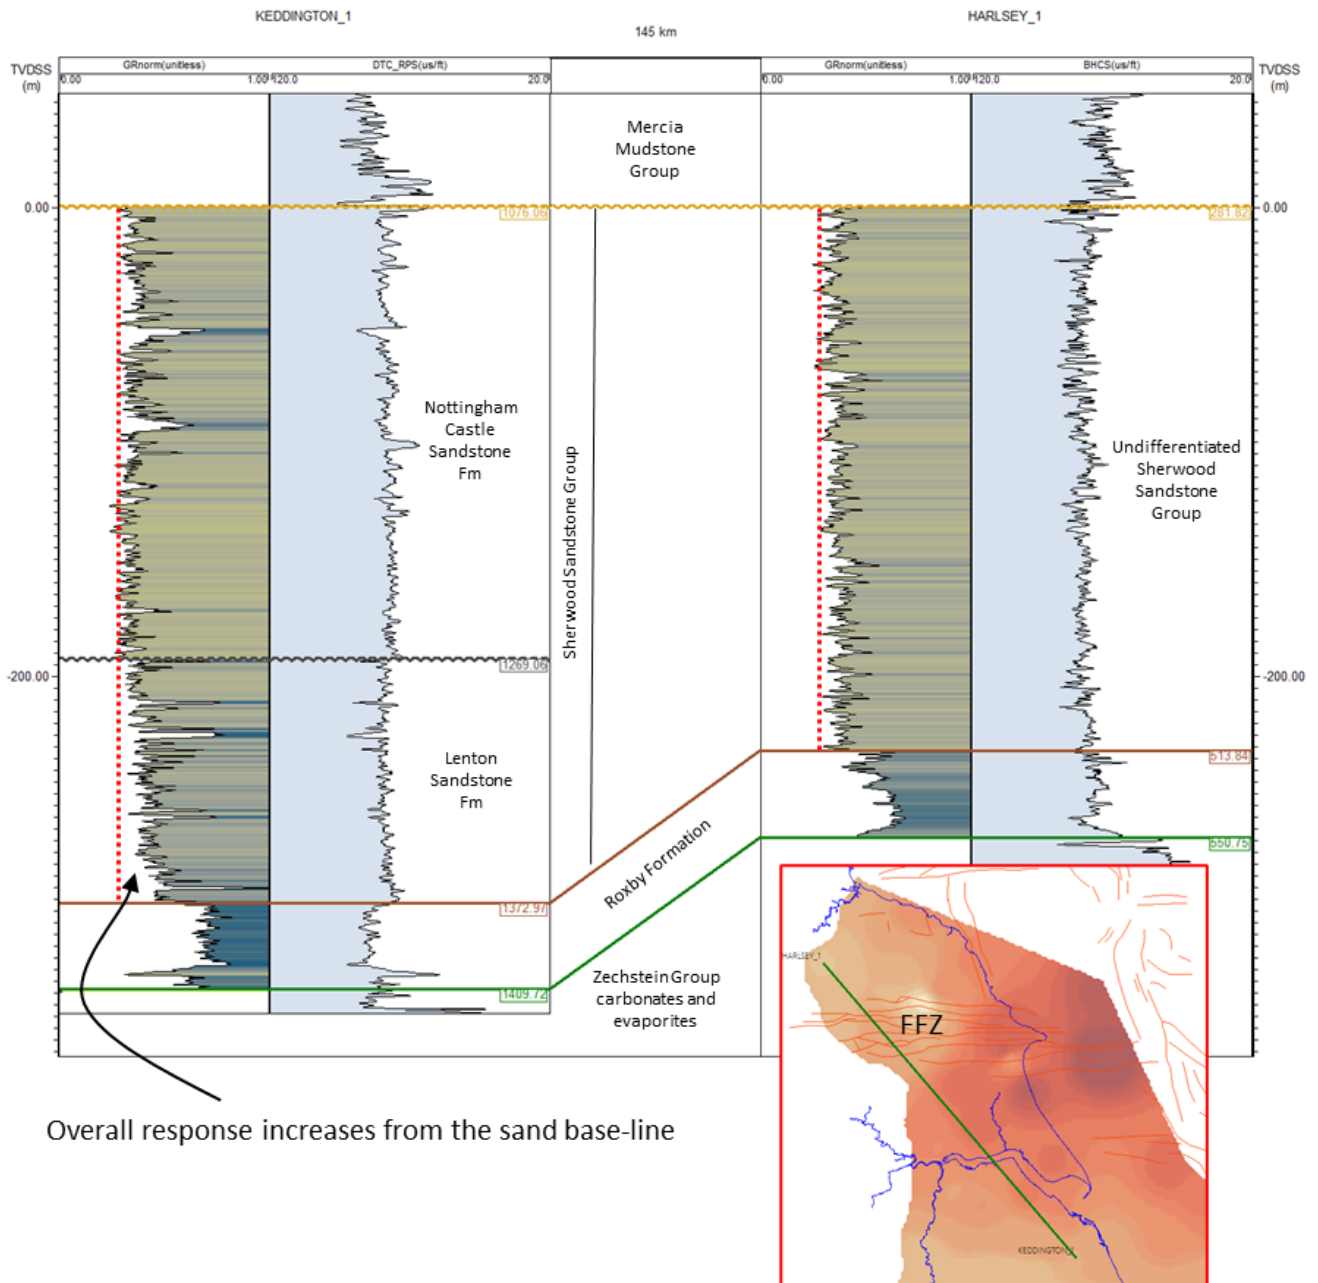 KEDDINGTON_1
HARLSEY_1
145 km
TVDSS
(m)
GRnorm(unitless)
0.00
1.00
120.0
DTC_RPS(us/ft)
20.0
GRnorm(unitless)
0.00
1.00
120.0
BHCS(us/ft)
20.0
TVDSS
(m)
Mercia
Mudstone
Group
0.00
1076.06
281.82
0.00
Nottingham
Castle
Sandstone
Fm
Sherwood Sandstone Group
Undifferentiated
Sherwood
Sandstone
Group
-200.00
1269.06
-200.00
Lenton
Sandstone
Fm
513.84
Roxby Formation
550.75
1372.97
Zechstein Group
carbonates and
evaporites
1409.72
HARLSEY_1
FFZ
KEDDINGTON_1
Overall response increases from the sand base-line